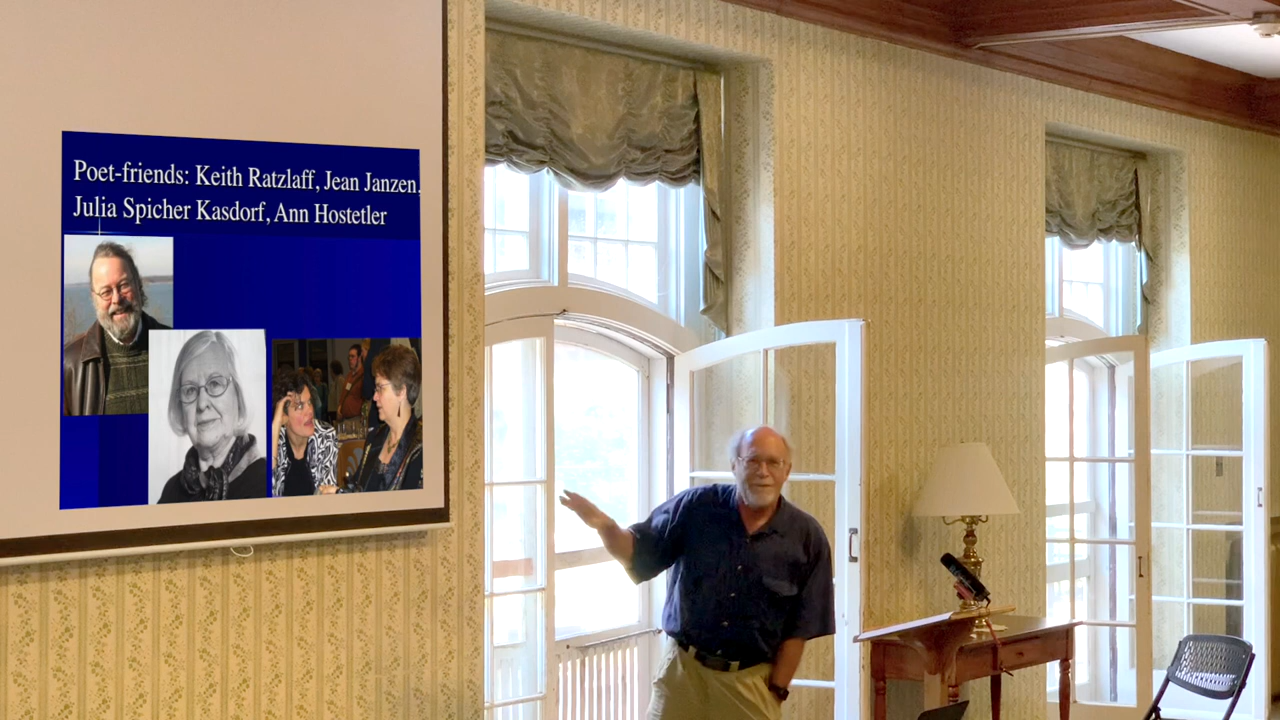 Poet-friends: Keith Ratzlaff, Jean Janzen,
Julia Spicher Kasdorf, Ann Hostetler